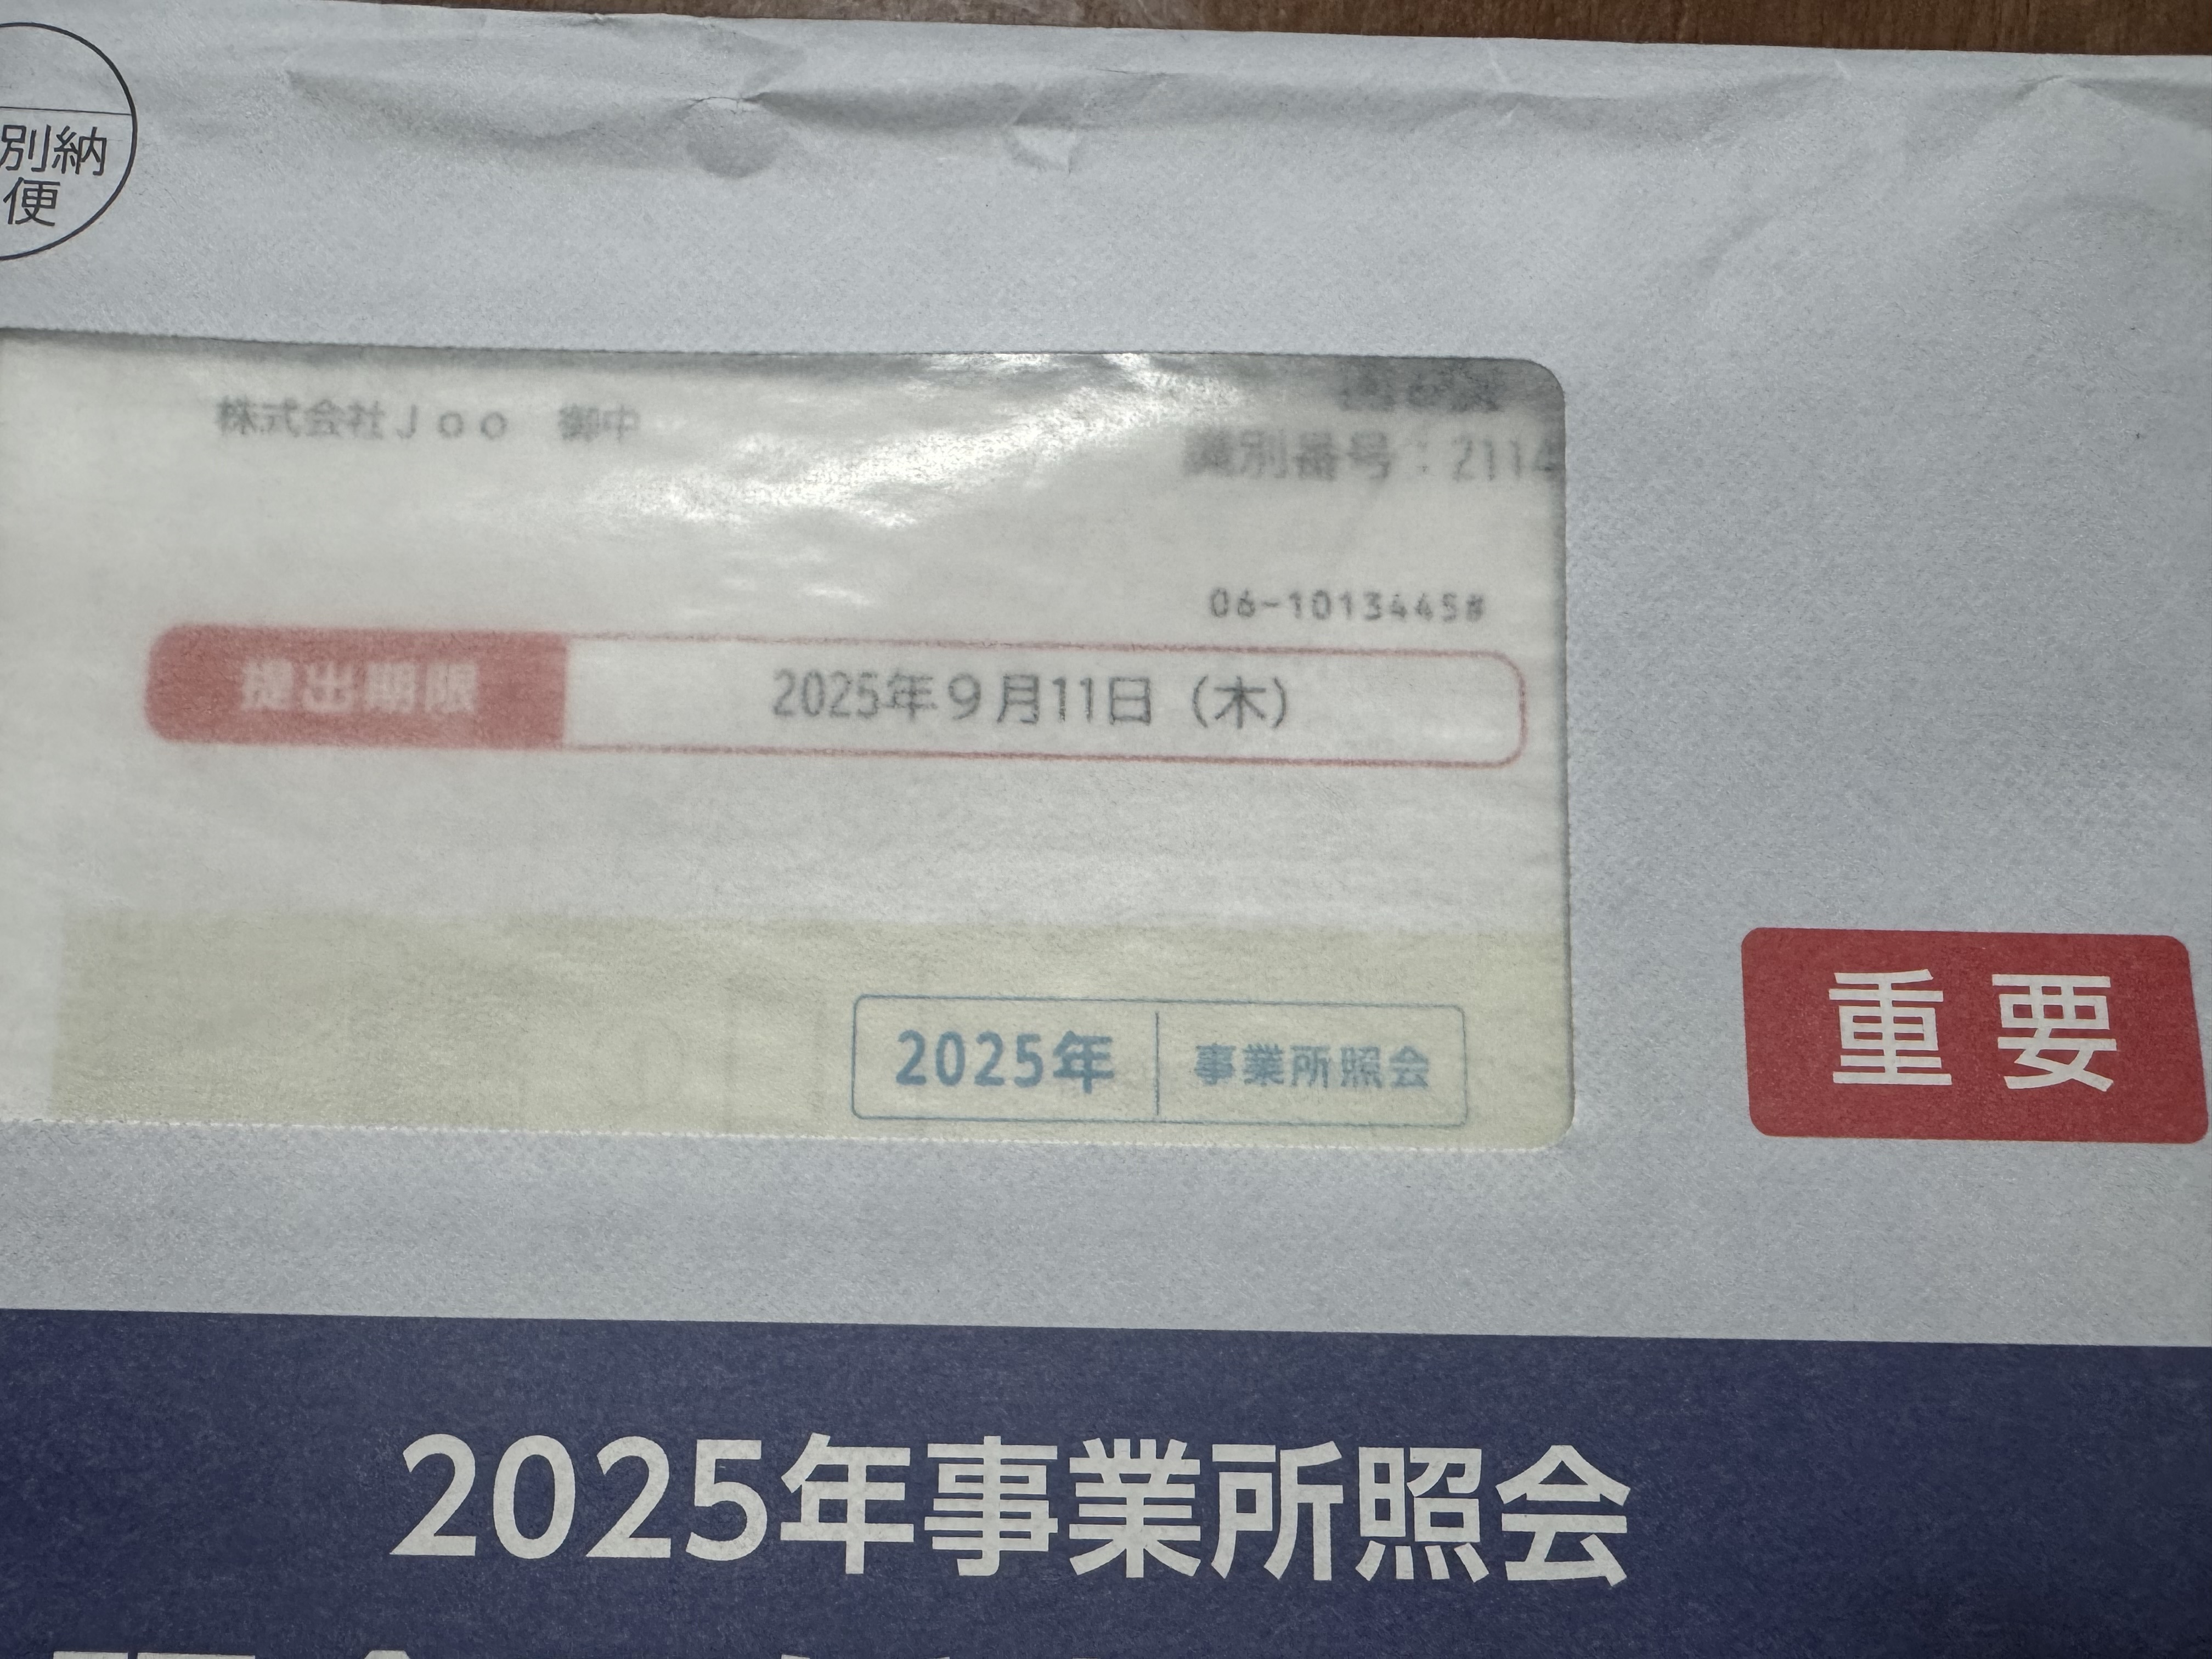 別納
便
株式会社Ｊｏｏ　御中
識別番号：2114
06-1013445#
提出期限
2025年９月11日（木）
2025年 事業所照会
重要
2025年事業所照会